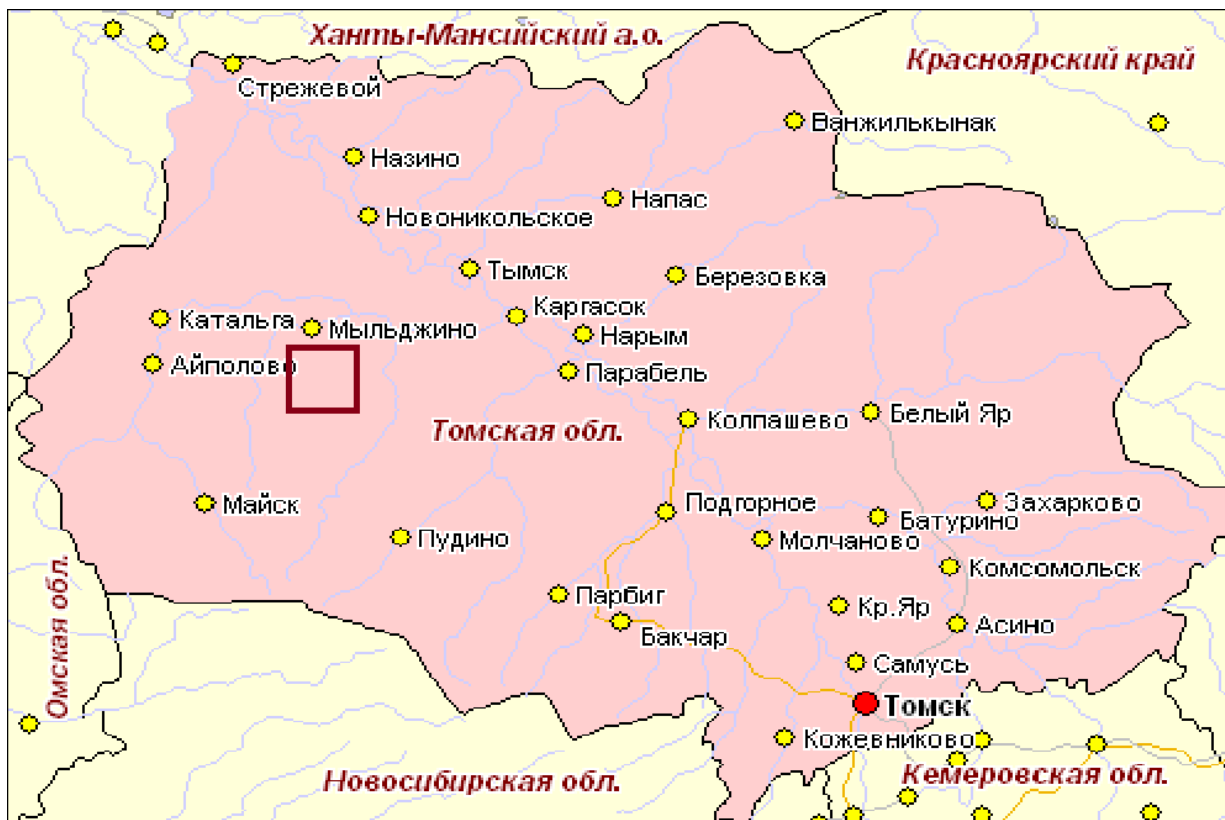 Ханты-Мансийский а.о.
Красноярский край
Стрежевой
Ванжилькынак
Назино
Напас
Новоникольское
Тымск
Березовка
Каргасок
Катальга
Мыльджино
Нарым
Айполово
Парабель
Колпашево
Белый Яр
Томская обл.
Майск
Подгорное
Захарково
Батурино
Пудино
Молчаново
Комсомольск
Парбиг
Кр.Яр
Бакчар
Асино
Омская обл.
Самусь
Томск
Кожевниково
Новосибирская обл.
Кемеровская обл.